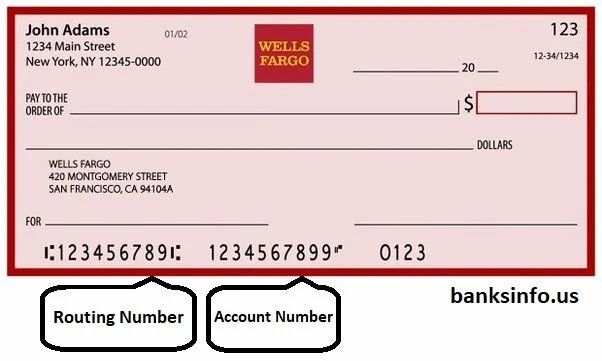 John Adams 01/02 123
1234 Main Street
New York, NY 12345-0000
WELLS
FARGO
12-34/1234
20
PAY TO THE
ORDER OF $
DOLLARS
WELLS FARGO
420 MONTGOMERY STREET
SAN FRANCISCO, CA 94104A
FOR
⑆123456789⑆ 1234567899⑈ 0123
Routing Number Account Number
banksinfo.us